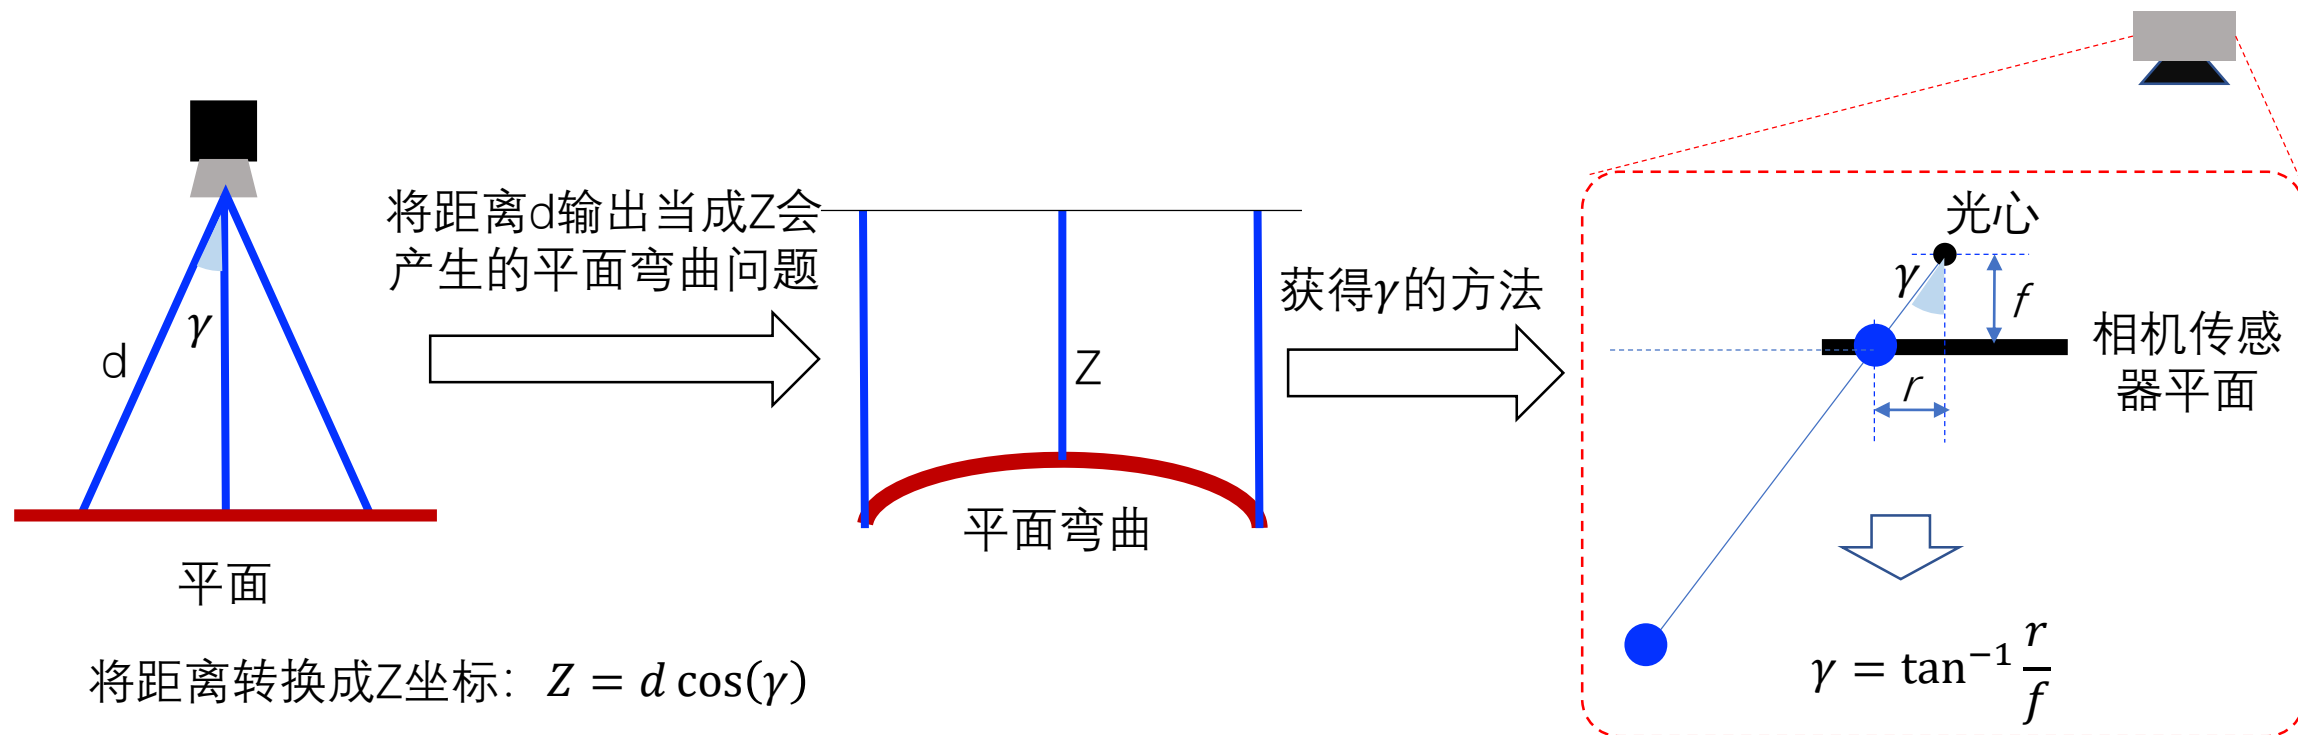 d
γ
平面
将距离d输出当成Z会
产生的平面弯曲问题
Z
平面弯曲
获得γ的方法
光心
γ
f
r
相机传感
器平面
γ = tan⁻¹ r/f
将距离转换成Z坐标：Z = d cos(γ)